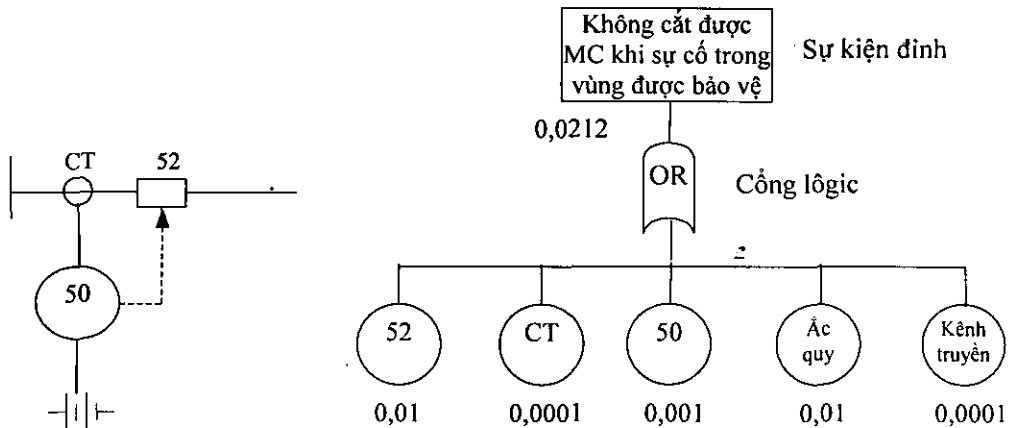 Không cắt được
MC khi sự cố trong
vùng được bảo vệ
Sự kiện đỉnh
0,0212
CT
52
OR
Cổng lôgic
50
52
CT
50
Ắc
quy
Kênh
truyền
0,01
0,0001
0,001
0,01
0,0001